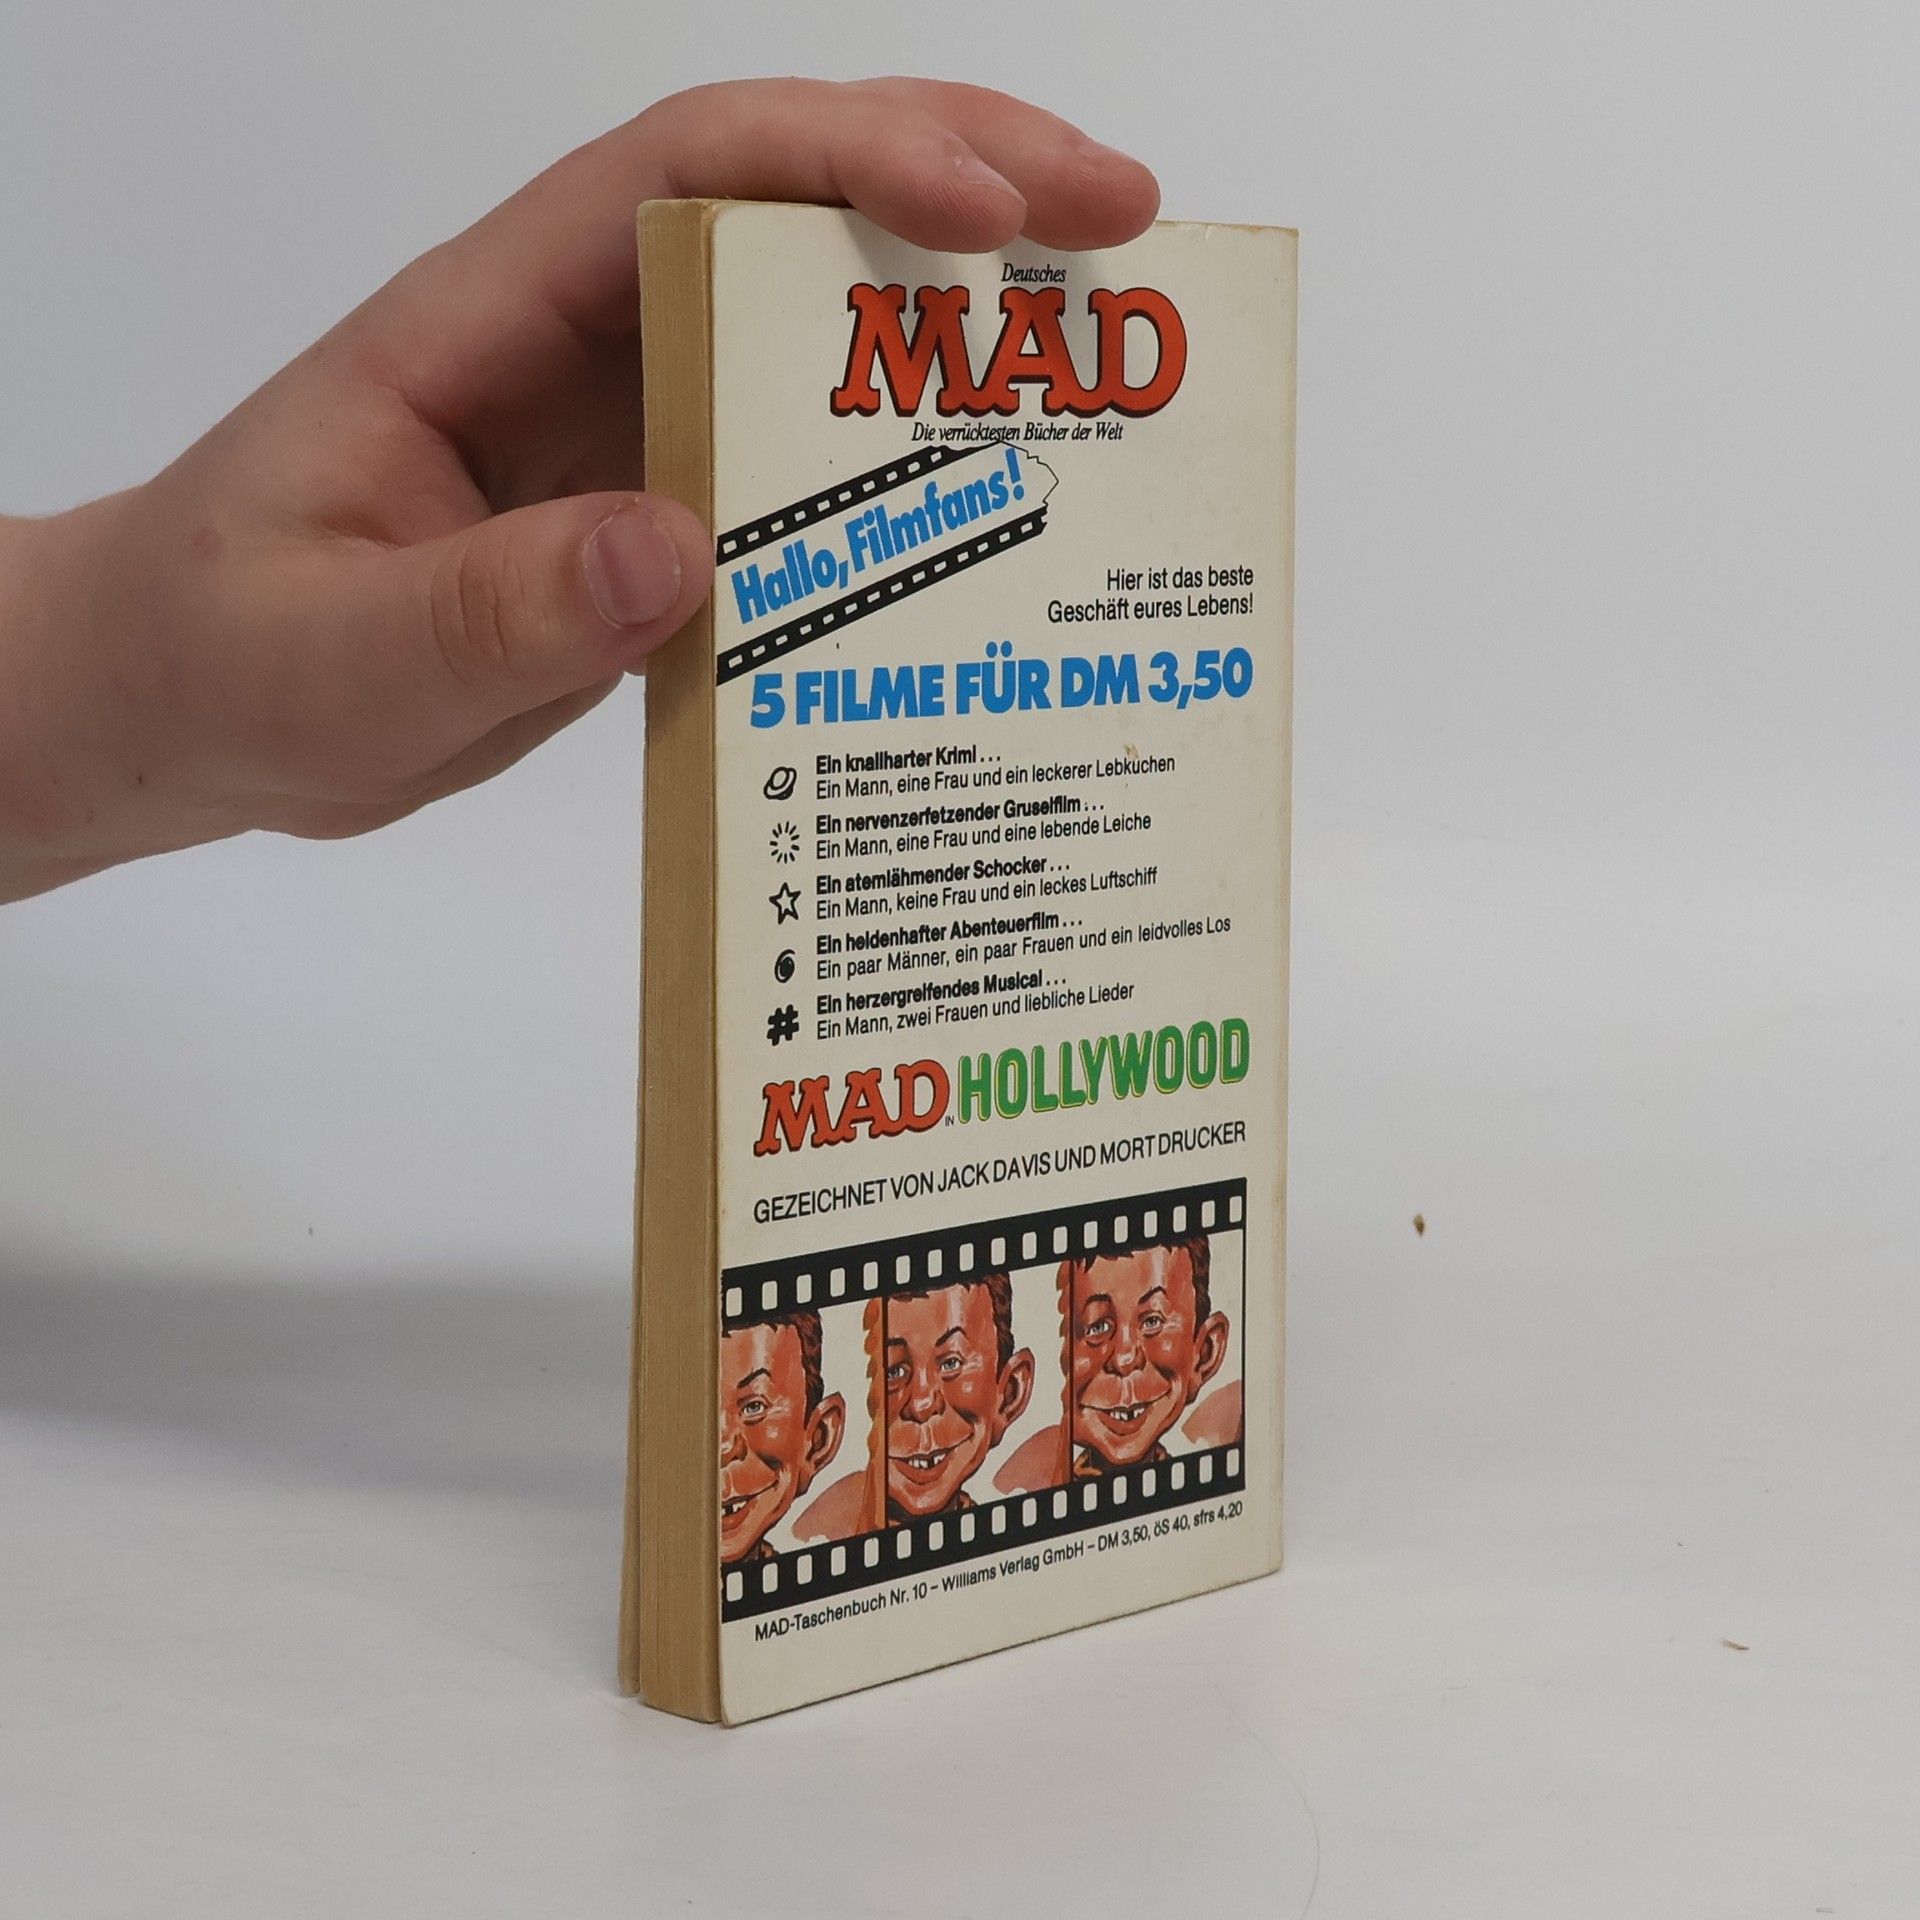 Deutsches
MAD
Die verrücktesten Bücher der Welt
Hallo, Filmfans!
Hier ist das beste
Geschäft eures Lebens!
5 FILME FÜR DM 3,50
Ein knallharter Krimi...
Ein Mann, eine Frau und ein leckerer Lebkuchen
Ein nervenzerfetzender Gruselfilm...
Ein Mann, eine Frau und eine lebende Leiche
Ein atemlähmender Schocker...
Ein Mann, keine Frau und ein leckes Luftschiff
Ein heldenhafter Abenteuerfilm...
Ein paar Männer, ein paar Frauen und ein leidvolles Los
# Ein herzergreifendes Musical...
Ein Mann, zwei Frauen und liebliche Lieder
MAD IN HOLLYWOOD
GEZEICHNET VON JACK DAVIS UND MORT DRUCKER
MAD-Taschenbuch Nr. 10 – Williams Verlag GmbH – DM 3,50, öS 40, sfrs 4,20